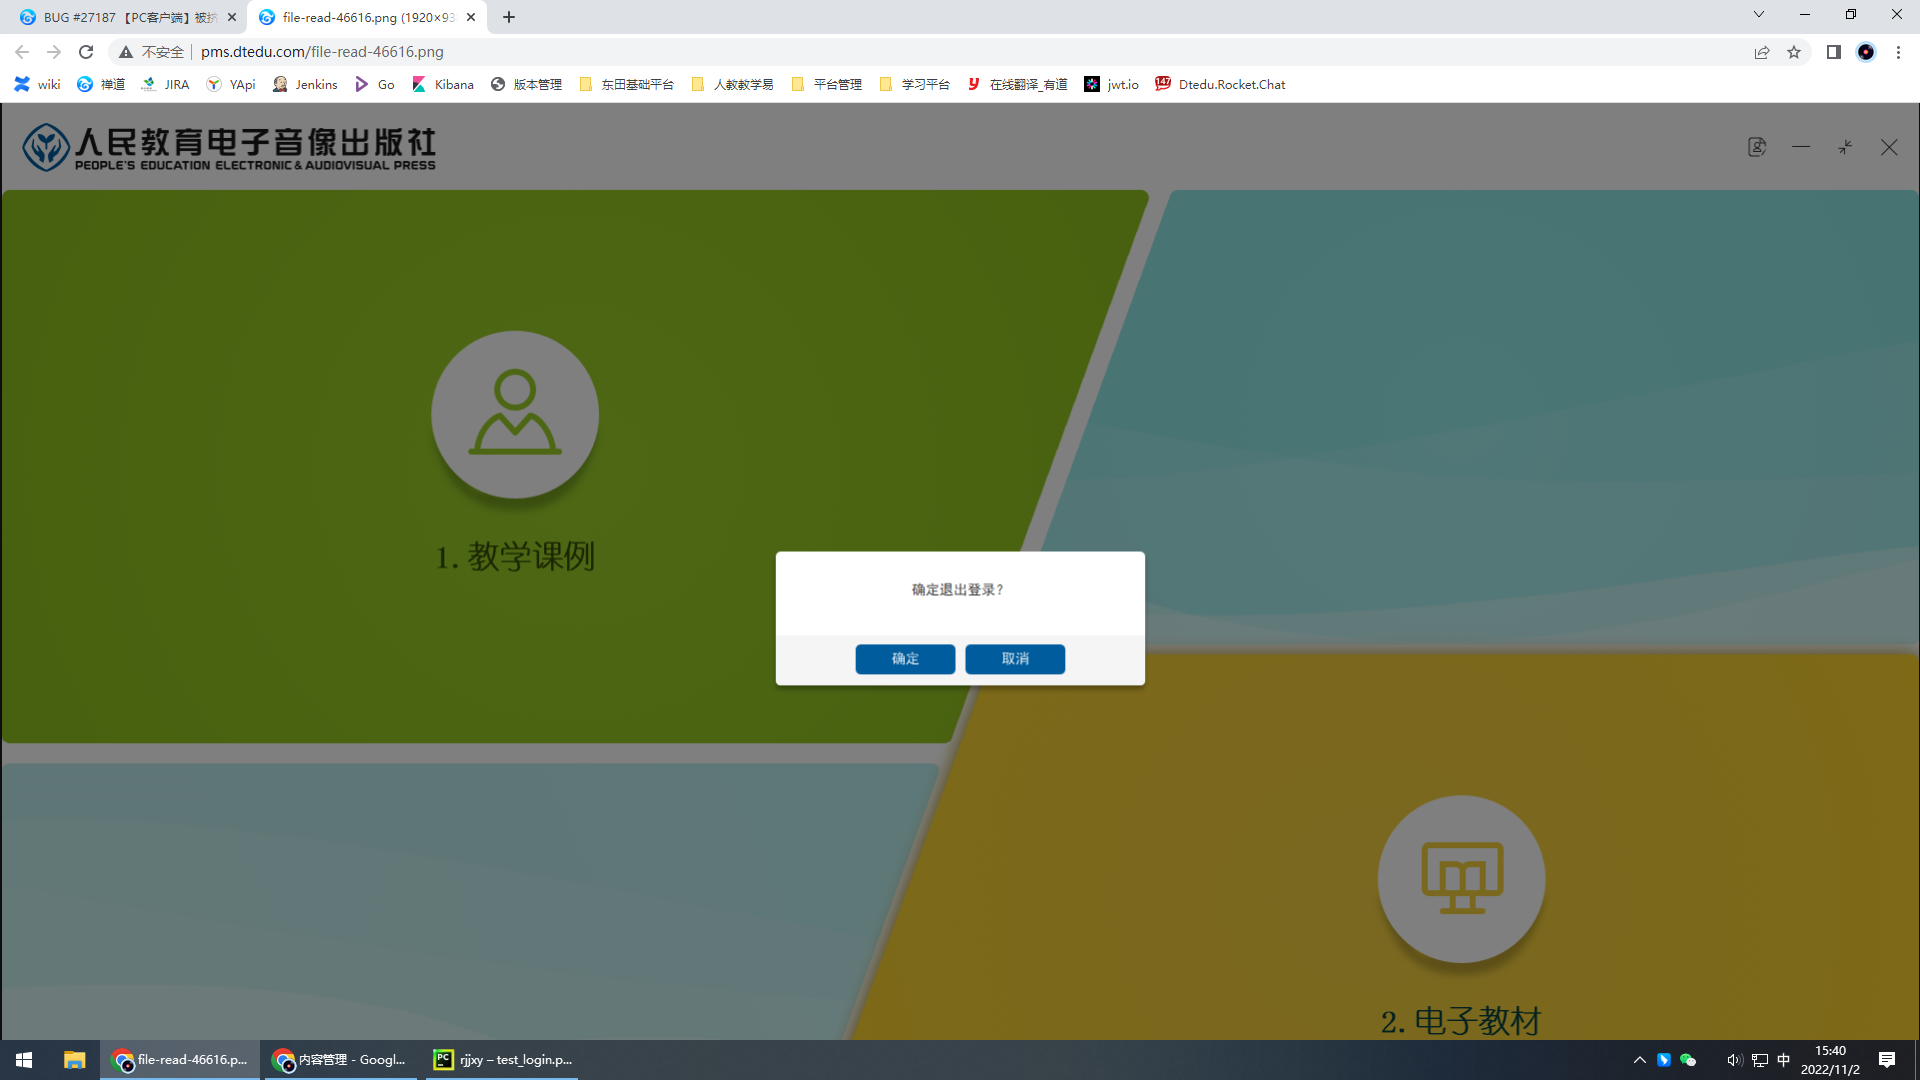 BUG #27187 【PC客户端】被
file-read-46616.png (1920×93
不安全
pms.dtedu.com/file-read-46616.png
wiki
禅道
JIRA
YApi
Jenkins
Go
Kibana
版本管理
东田基础平台
人教教学易
平台管理
学习平台
在线翻译_有道
jwt.io
147
Dtedu.Rocket.Chat
人民教育电子音像出版社
PEOPLE'S EDUCATION ELECTRONIC & AUDIOVISUAL PRESS
1. 教学课例
确定退出登录?
确定
取消
2. 电子教材
file-read-46616.p...
内容管理 - Googl...
PC
rjjxy – test_login.p...
中
15:40
2022/11/2